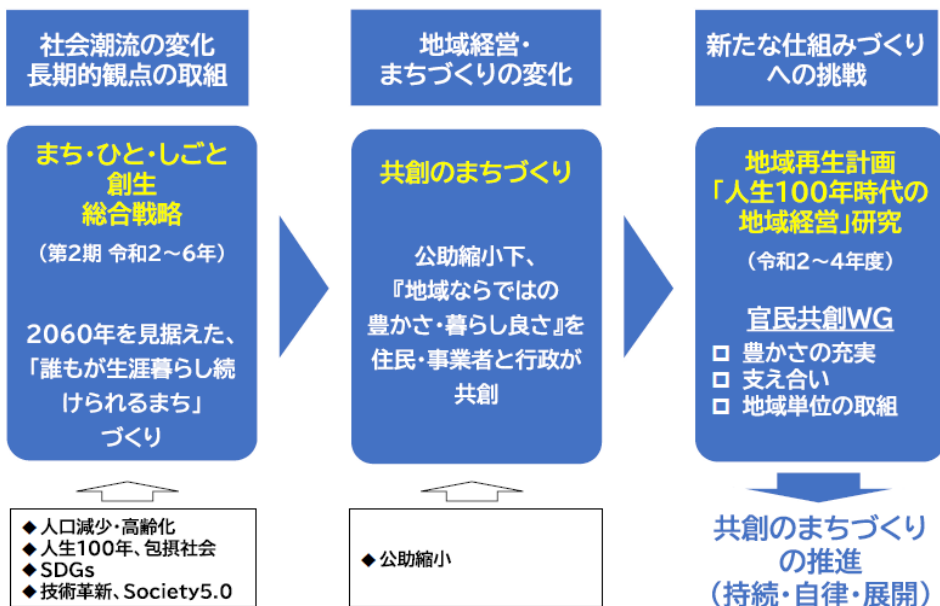 社会潮流の変化
長期的観点の取組
まち・ひと・しごと
創生
総合戦略
（第2期 令和2～6年）
2060年を見据えた、
「誰もが生涯暮らし続
けられるまち」
づくり
◆ 人口減少・高齢化
◆ 人生100年、包摂社会
◆ SDGs
◆ 技術革新、Society5.0
地域経営・
まちづくりの変化
共創のまちづくり
公助縮小下、
『地域ならではの
豊かさ・暮らし良さ』を
住民・事業者と行政が
共創
◆ 公助縮小
新たな仕組みづくり
への挑戦
地域再生計画
「人生100年時代の
地域経営」研究
（令和2～4年度）
官民共創WG
□ 豊かさの充実
□ 支え合い
□ 地域単位の取組
共創のまちづくり
の推進
（持続・自律・展開）